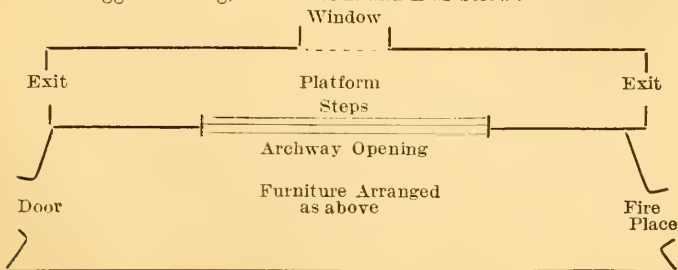 Window
Exit Platform Exit
Steps
Archway Opening
Furniture Arranged
Door as above Fire
Place